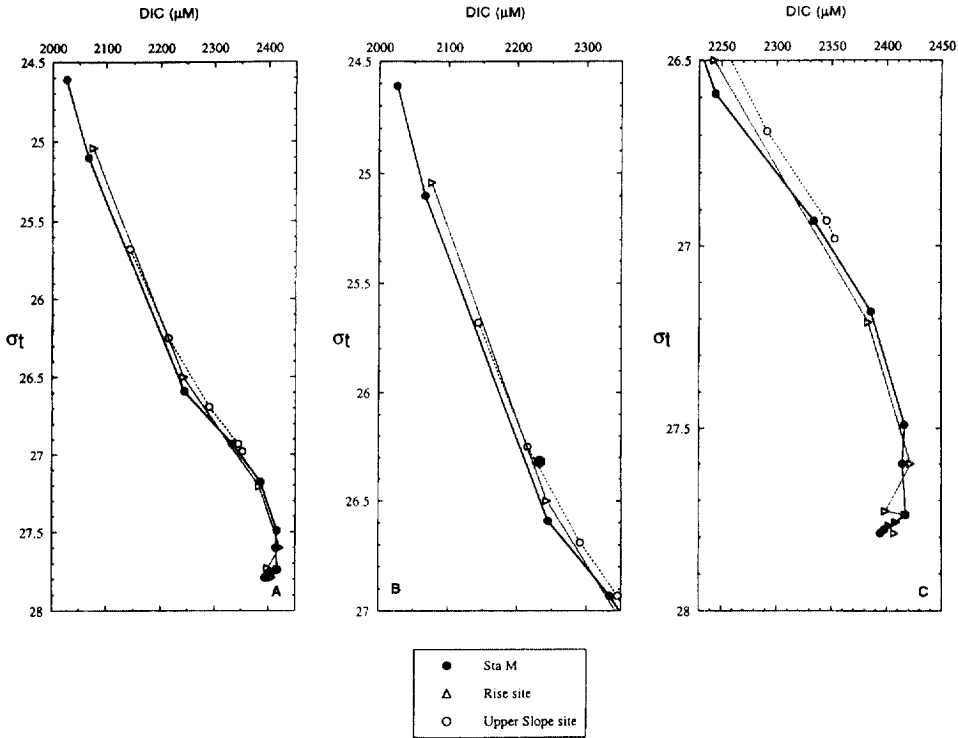 DIC (μM)
2000 2100 2200 2300 2400
24.5
25
25.5
26
σt
26.5
27
27.5
28
A
DIC (μM)
2000 2100 2200 2300
24.5
25
25.5
26
σt
26.5
27
B
DIC (μM)
2250 2300 2350 2400 2450
26.5
27
σt
27.5
28
C
Sta M
Rise site
Upper Slope site